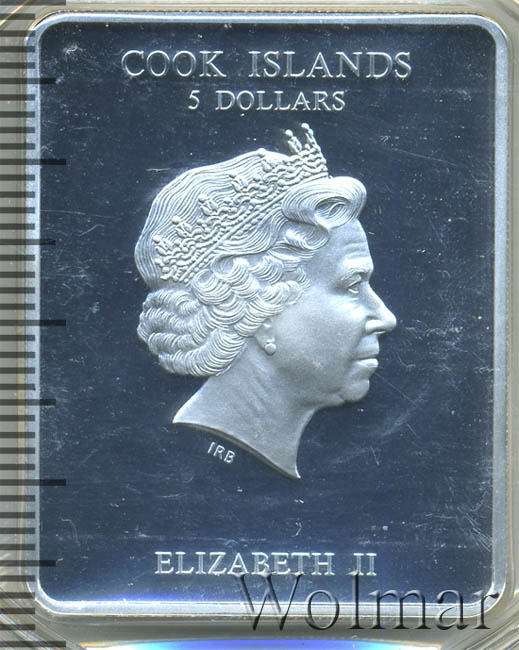 COOK ISLANDS
5 DOLLARS
IRB
ELIZABETH II
Wolmar